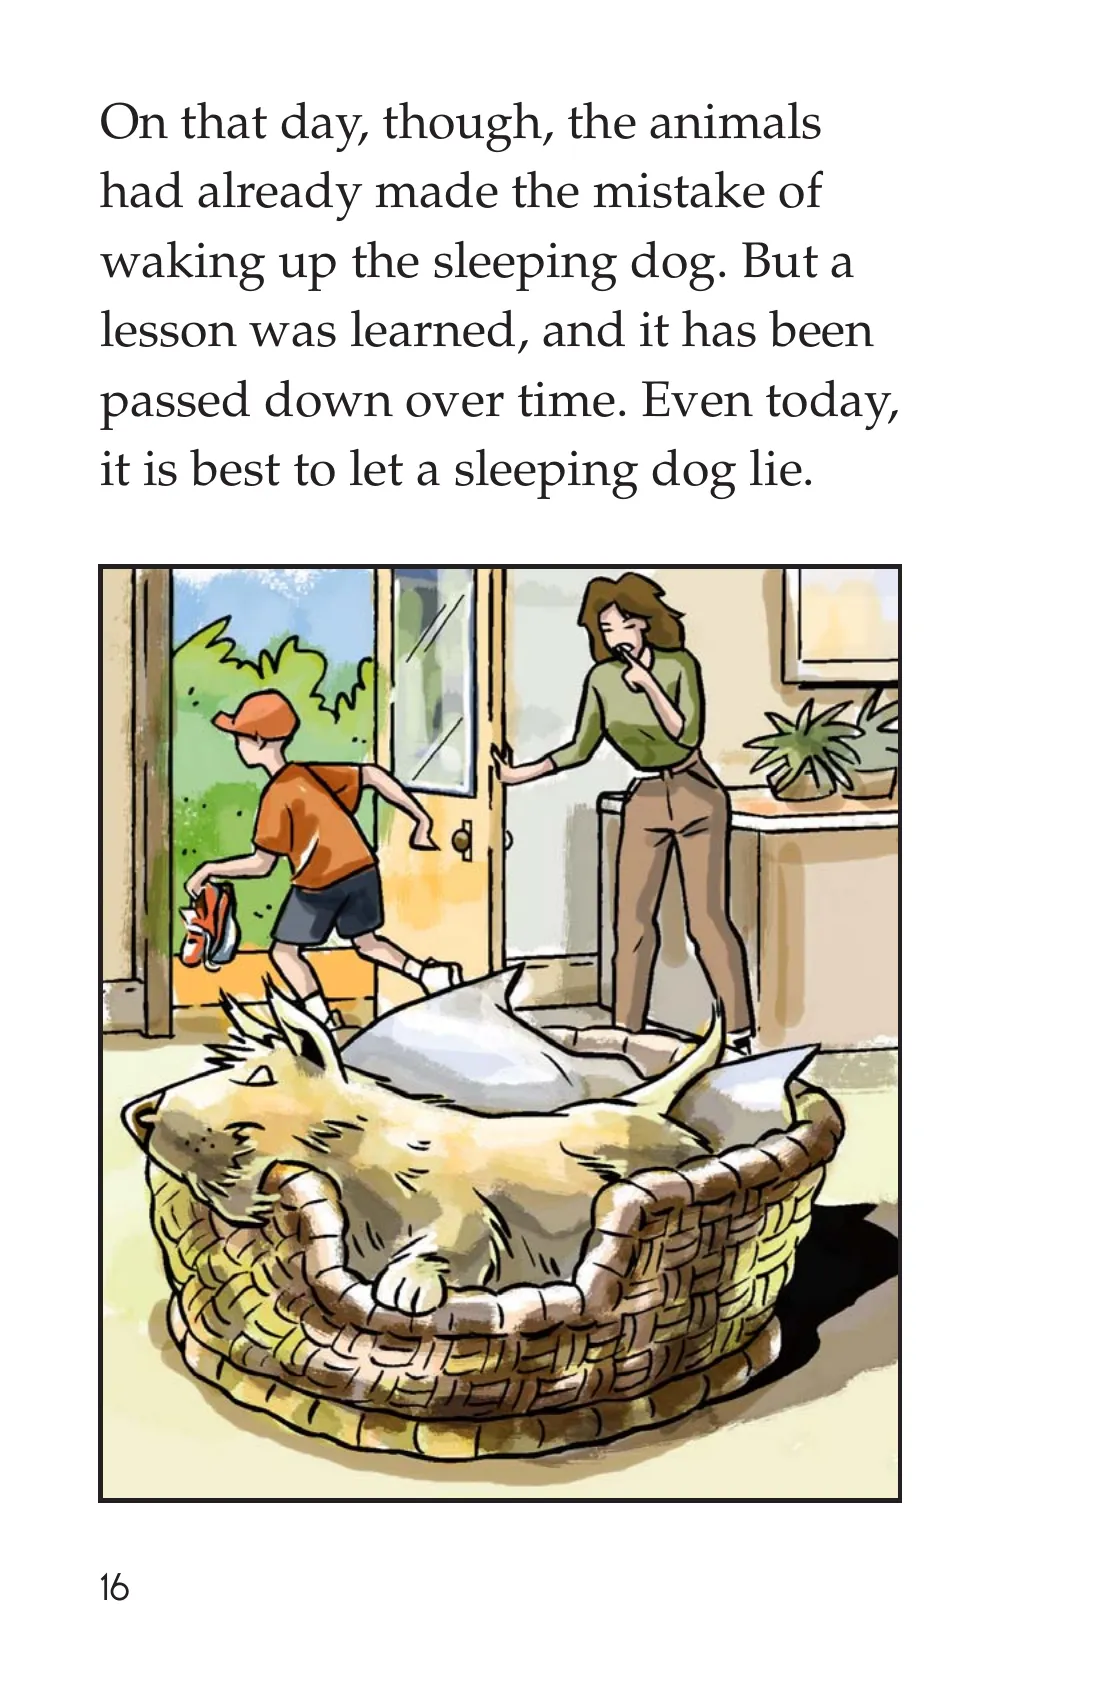 On that day, though, the animals
had already made the mistake of
waking up the sleeping dog. But a
lesson was learned, and it has been
passed down over time. Even today,
it is best to let a sleeping dog lie.
16